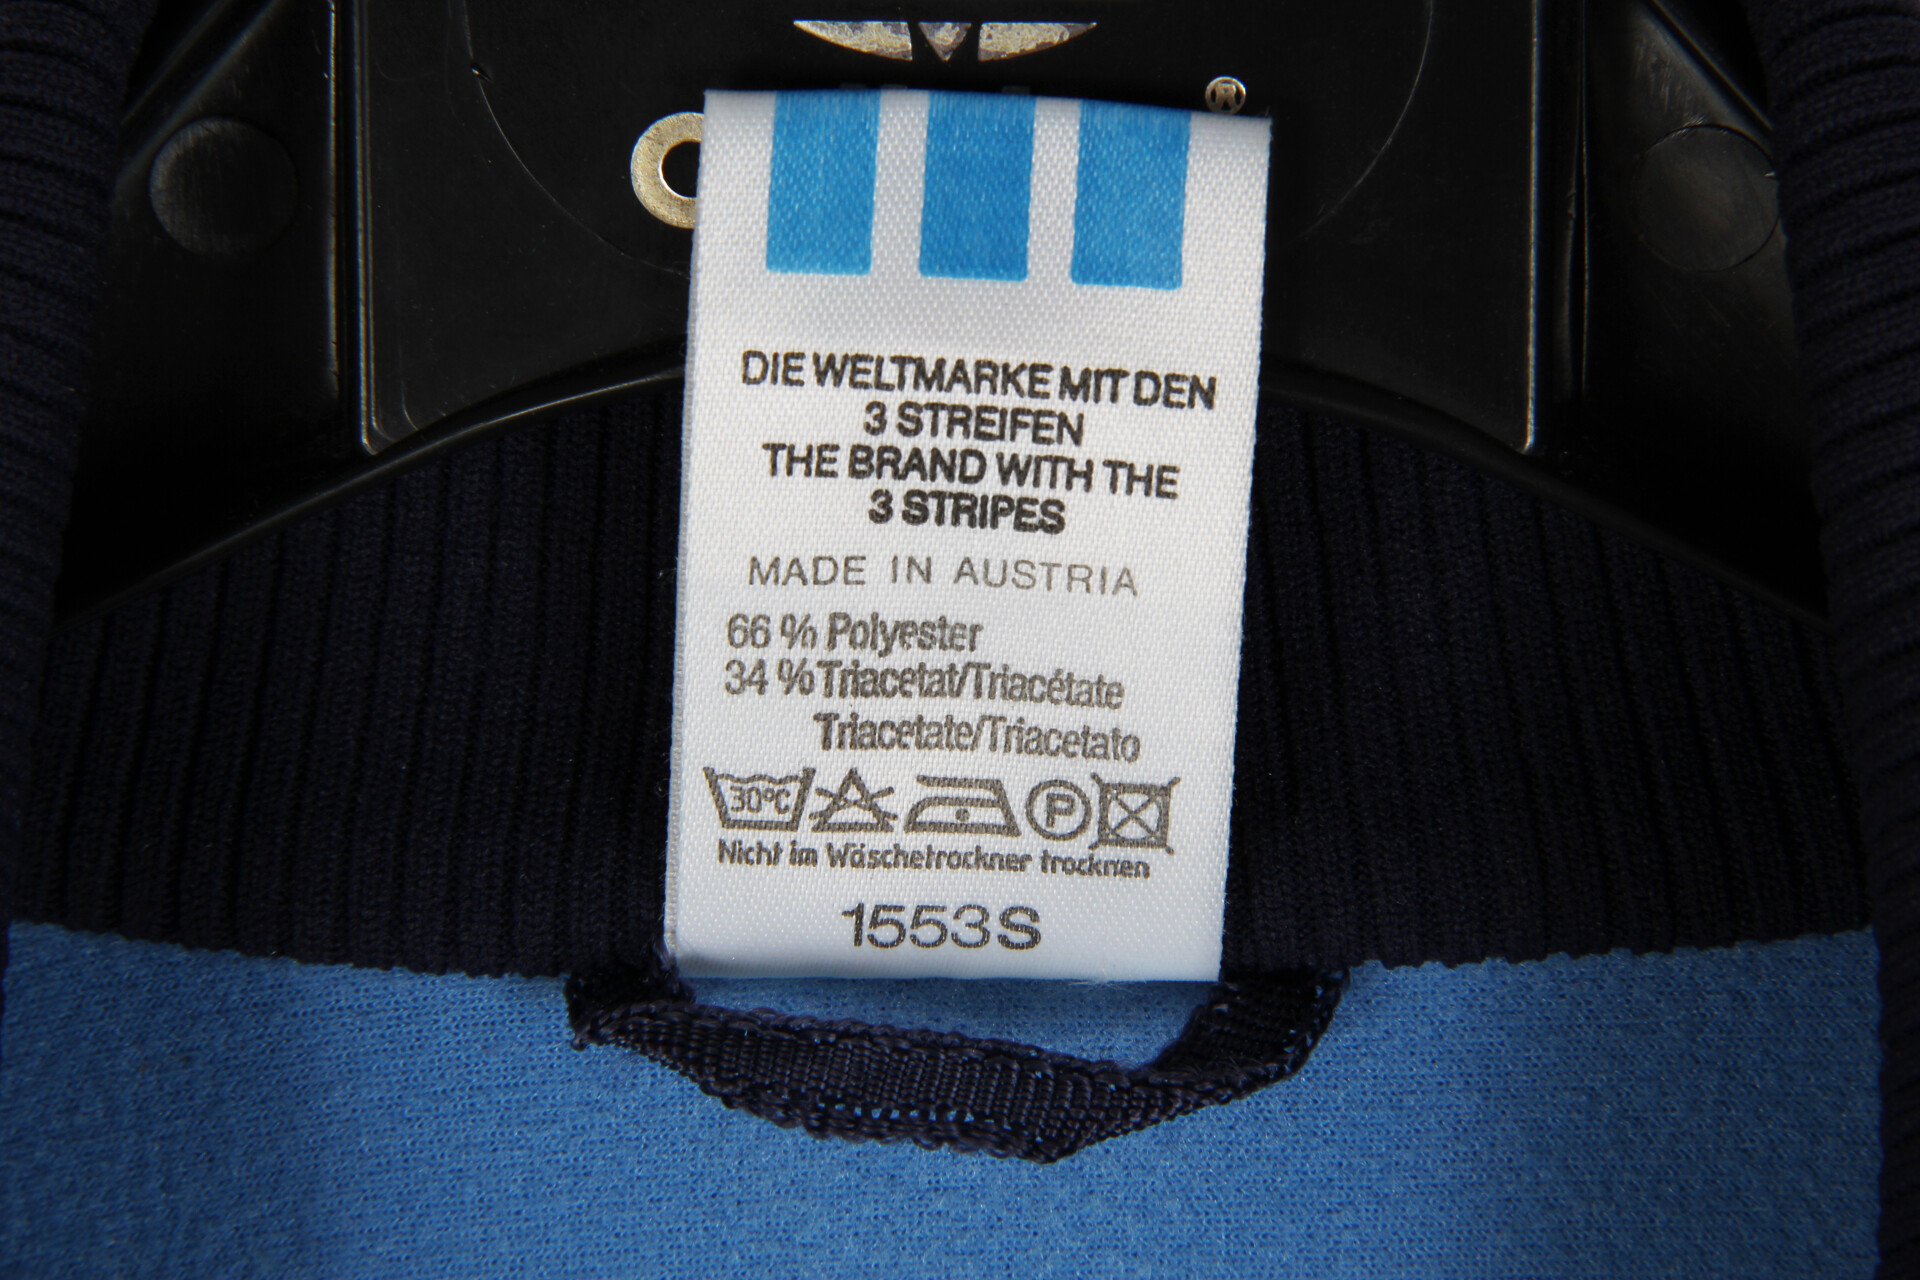 ®
DIE WELTMARKE MIT DEN
3 STREIFEN
THE BRAND WITH THE
3 STRIPES
MADE IN AUSTRIA
66 % Polyester
34 % Triacetat/Triacétate
Triacetate/Triacetato
30°C P
Nicht im Wäschetrockner trocknen
1553S